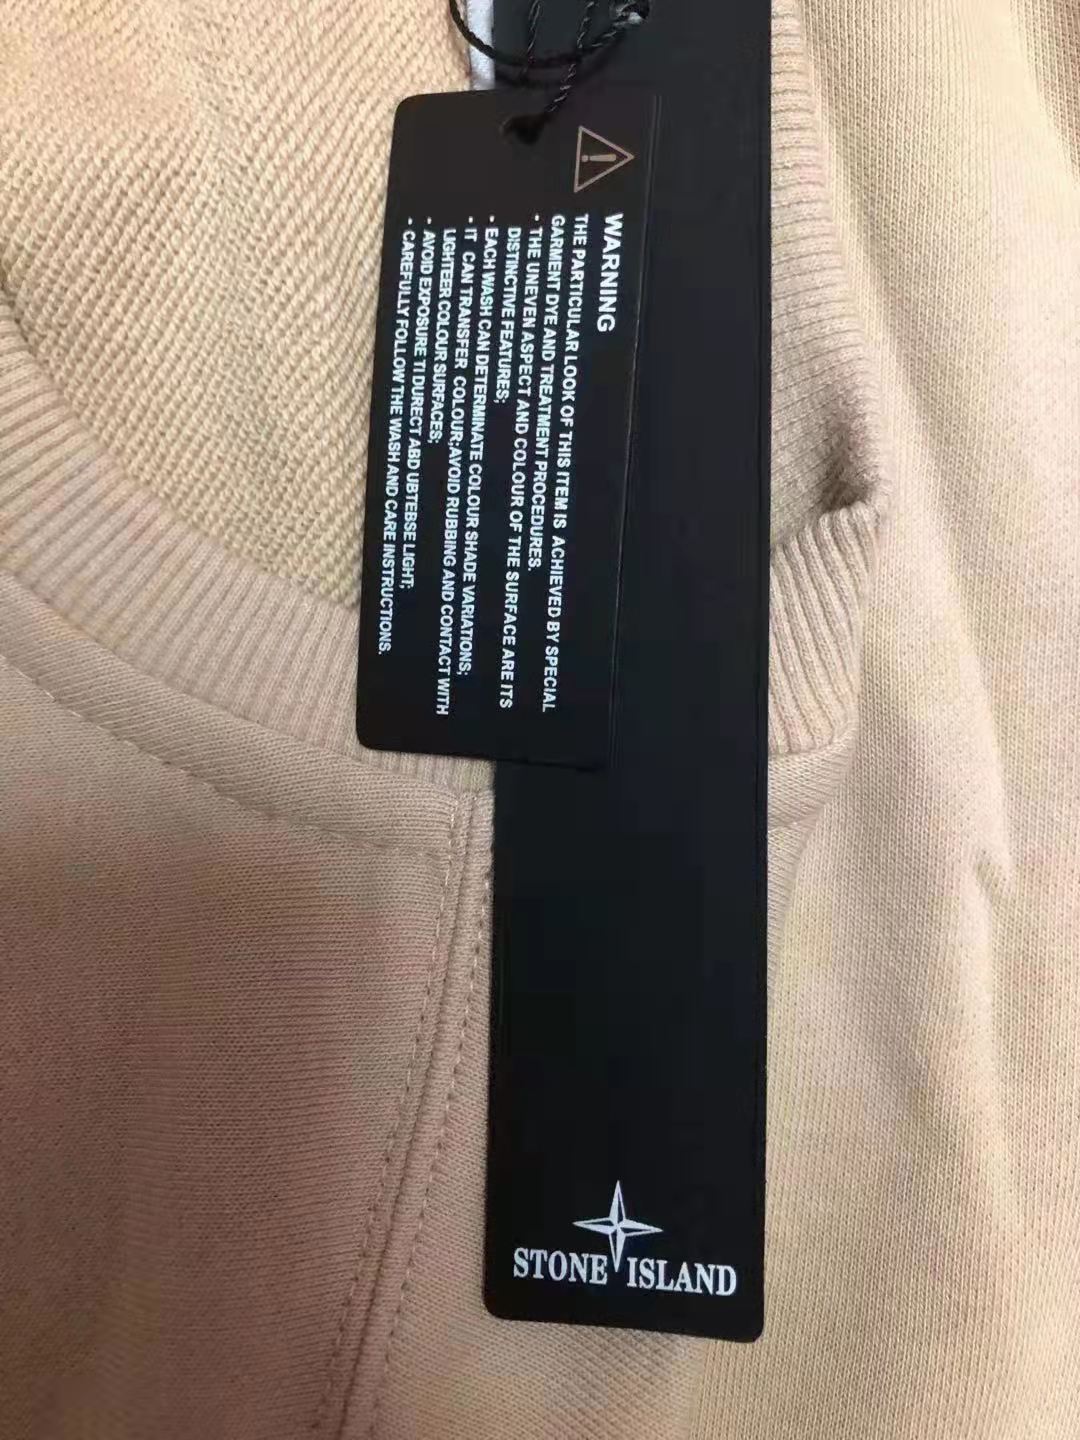 WARNING
THE PARTICULAR LOOK OF THIS ITEM IS ACHIEVED BY SPECIAL
GARMENT DYE AND TREATMENT PROCEDURES.
· THE UNEVEN ASPECT AND COLOUR OF THE SURFACE ARE ITS
DISTINCTIVE FEATURES;
· EACH WASH CAN DETERMINATE COLOUR SHADE VARIATIONS;
· IT CAN TRANSFER COLOUR;AVOID RUBBING AND CONTACT WITH
LIGHTEER COLOUR SURFACES;
· AVOID EXPOSURE TI DURECT ABD UBTEBSE LIGHT;
· CAREFULLY FOLLOW THE WASH AND CARE INSTRUCTIONS.
STONE ISLAND